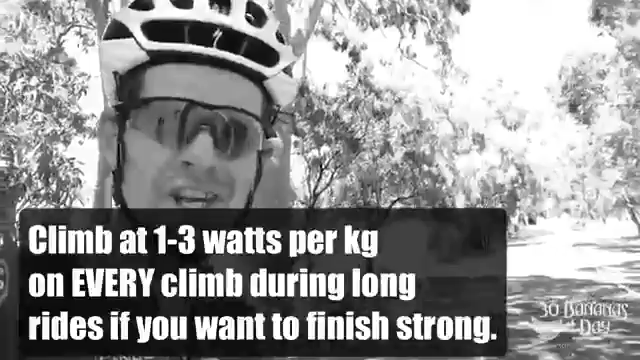 Climb at 1-3 watts per kg
on EVERY climb during long
rides if you want to finish strong.
30 Bananas
a Day